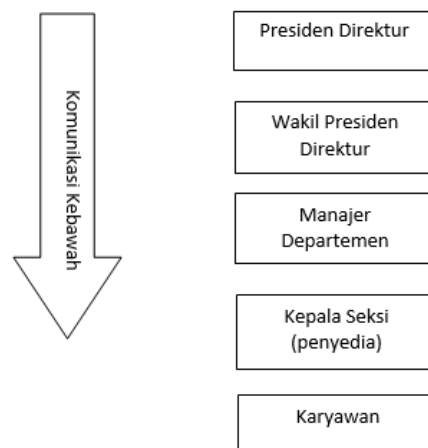 Komunikasi Kebawah
Presiden Direktur
Wakil Presiden
Direktur
Manajer
Departemen
Kepala Seksi
(penyedia)
Karyawan